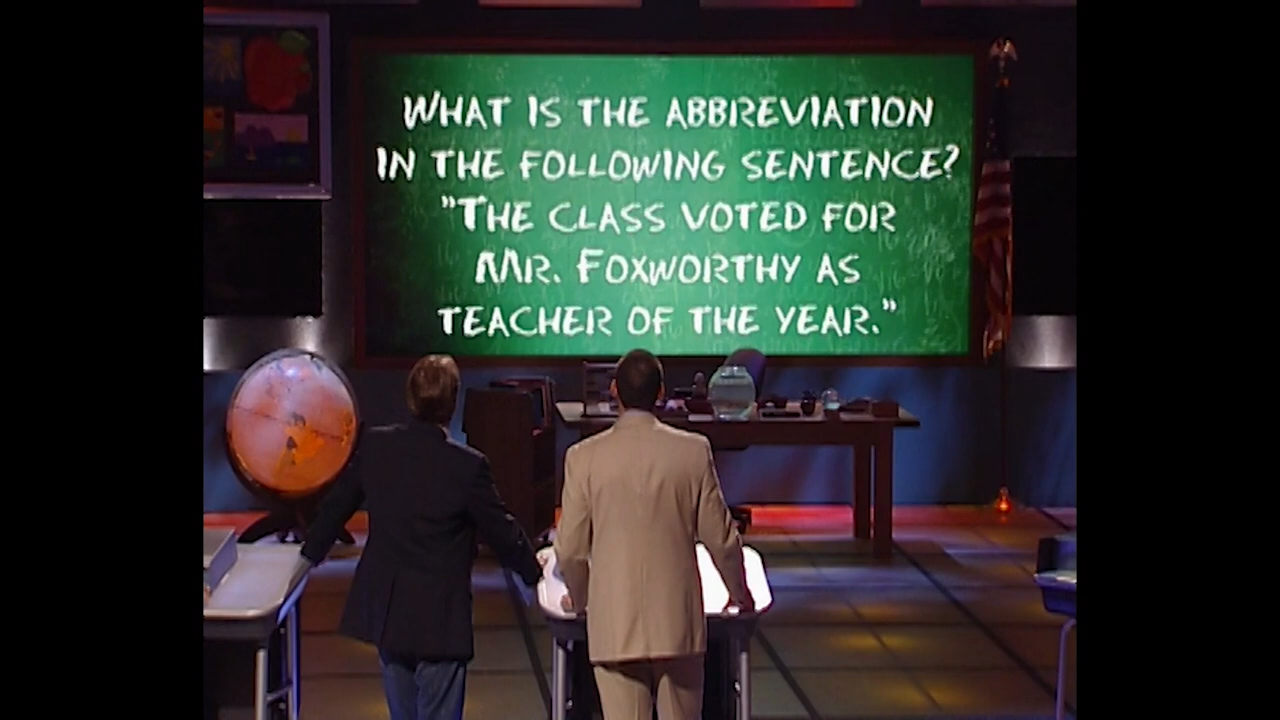 WHAT IS THE ABBREVIATION
IN THE FOLLOWING SENTENCE?
"THE CLASS VOTED FOR
MR. FOXWORTHY AS
TEACHER OF THE YEAR."